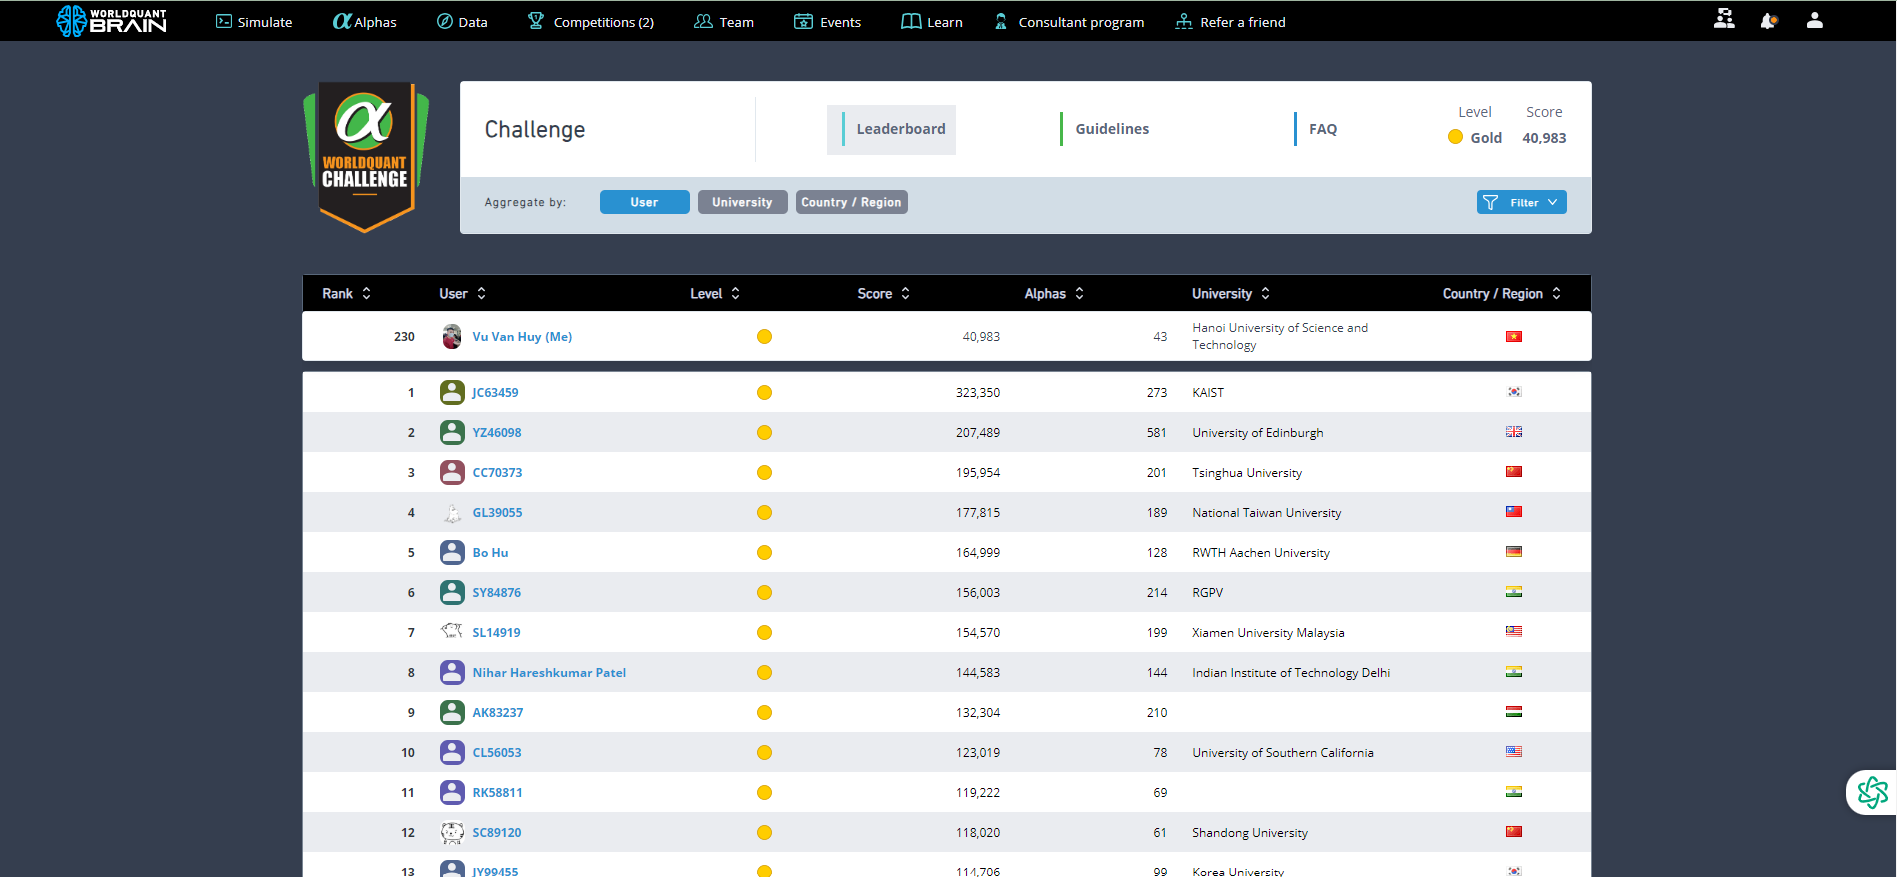 WORLDQUANT
BRAIN
Simulate
Alphas
Data
Competitions (2)
Team
Events
Learn
Consultant program
Refer a friend
α
WORLDQUANT
CHALLENGE
Challenge
Leaderboard
Guidelines
FAQ
Level Score
Gold 40,983
Aggregate by:
User
University
Country / Region
Filter
Rank User Level Score Alphas University Country / Region
230 Vu Van Huy (Me) 40,983 43 Hanoi University of Science and
Technology
1 JC63459 323,350 273 KAIST
2 YZ46098 207,489 581 University of Edinburgh
3 CC70373 195,954 201 Tsinghua University
4 GL39055 177,815 189 National Taiwan University
5 Bo Hu 164,999 128 RWTH Aachen University
6 SY84876 156,003 214 RGPV
7 SL14919 154,570 199 Xiamen University Malaysia
8 Nihar Hareshkumar Patel 144,583 144 Indian Institute of Technology Delhi
9 AK83237 132,304 210
10 CL56053 123,019 78 University of Southern California
11 RK58811 119,222 69
12 SC89120 118,020 61 Shandong University
13 JY99455 114,706 99 Korea University